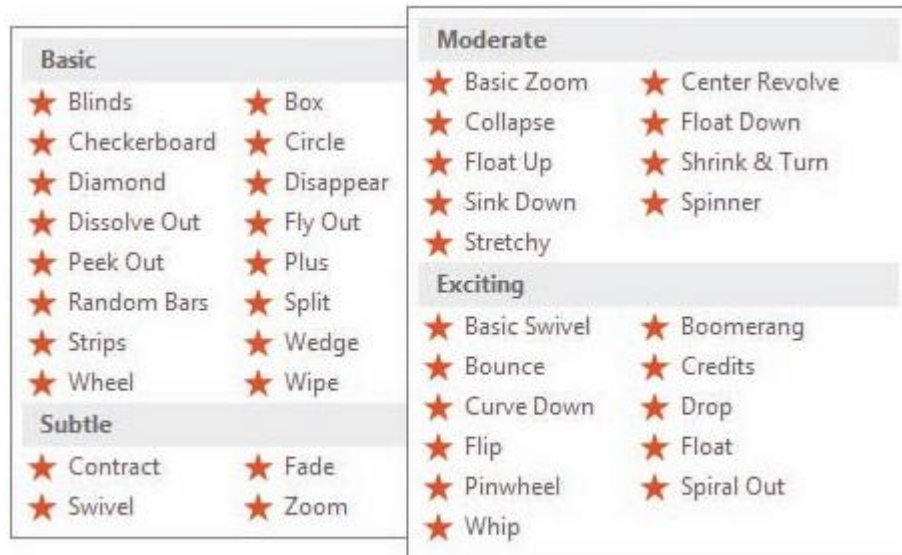 Basic
Blinds Box
Checkerboard Circle
Diamond Disappear
Dissolve Out Fly Out
Peek Out Plus
Random Bars Split
Strips Wedge
Wheel Wipe
Subtle
Contract Fade
Swivel Zoom
Moderate
Basic Zoom Center Revolve
Collapse Float Down
Float Up Shrink & Turn
Sink Down Spinner
Stretchy
Exciting
Basic Swivel Boomerang
Bounce Credits
Curve Down Drop
Flip Float
Pinwheel Spiral Out
Whip